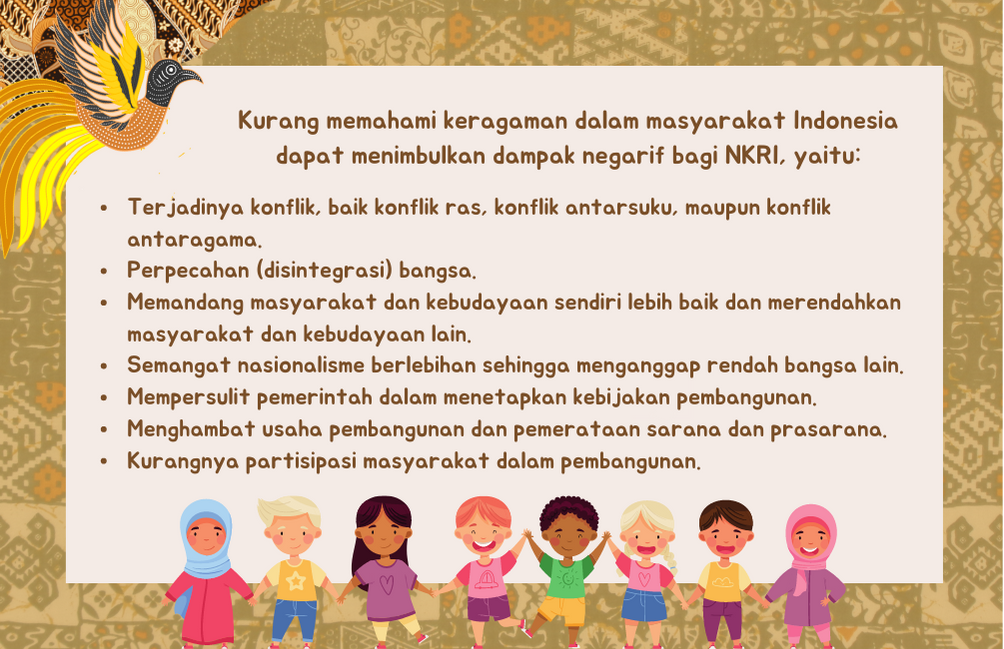 Kurang memahami keragaman dalam masyarakat Indonesia
dapat menimbulkan dampak negarif bagi NKRI, yaitu:
• Terjadinya konflik, baik konflik ras, konflik antarsuku, maupun konflik
antaragama.
• Perpecahan (disintegrasi) bangsa.
• Memandang masyarakat dan kebudayaan sendiri lebih baik dan merendahkan
masyarakat dan kebudayaan lain.
• Semangat nasionalisme berlebihan sehingga menganggap rendah bangsa lain.
• Mempersulit pemerintah dalam menetapkan kebijakan pembangunan.
• Menghambat usaha pembangunan dan pemerataan sarana dan prasarana.
• Kurangnya partisipasi masyarakat dalam pembangunan.